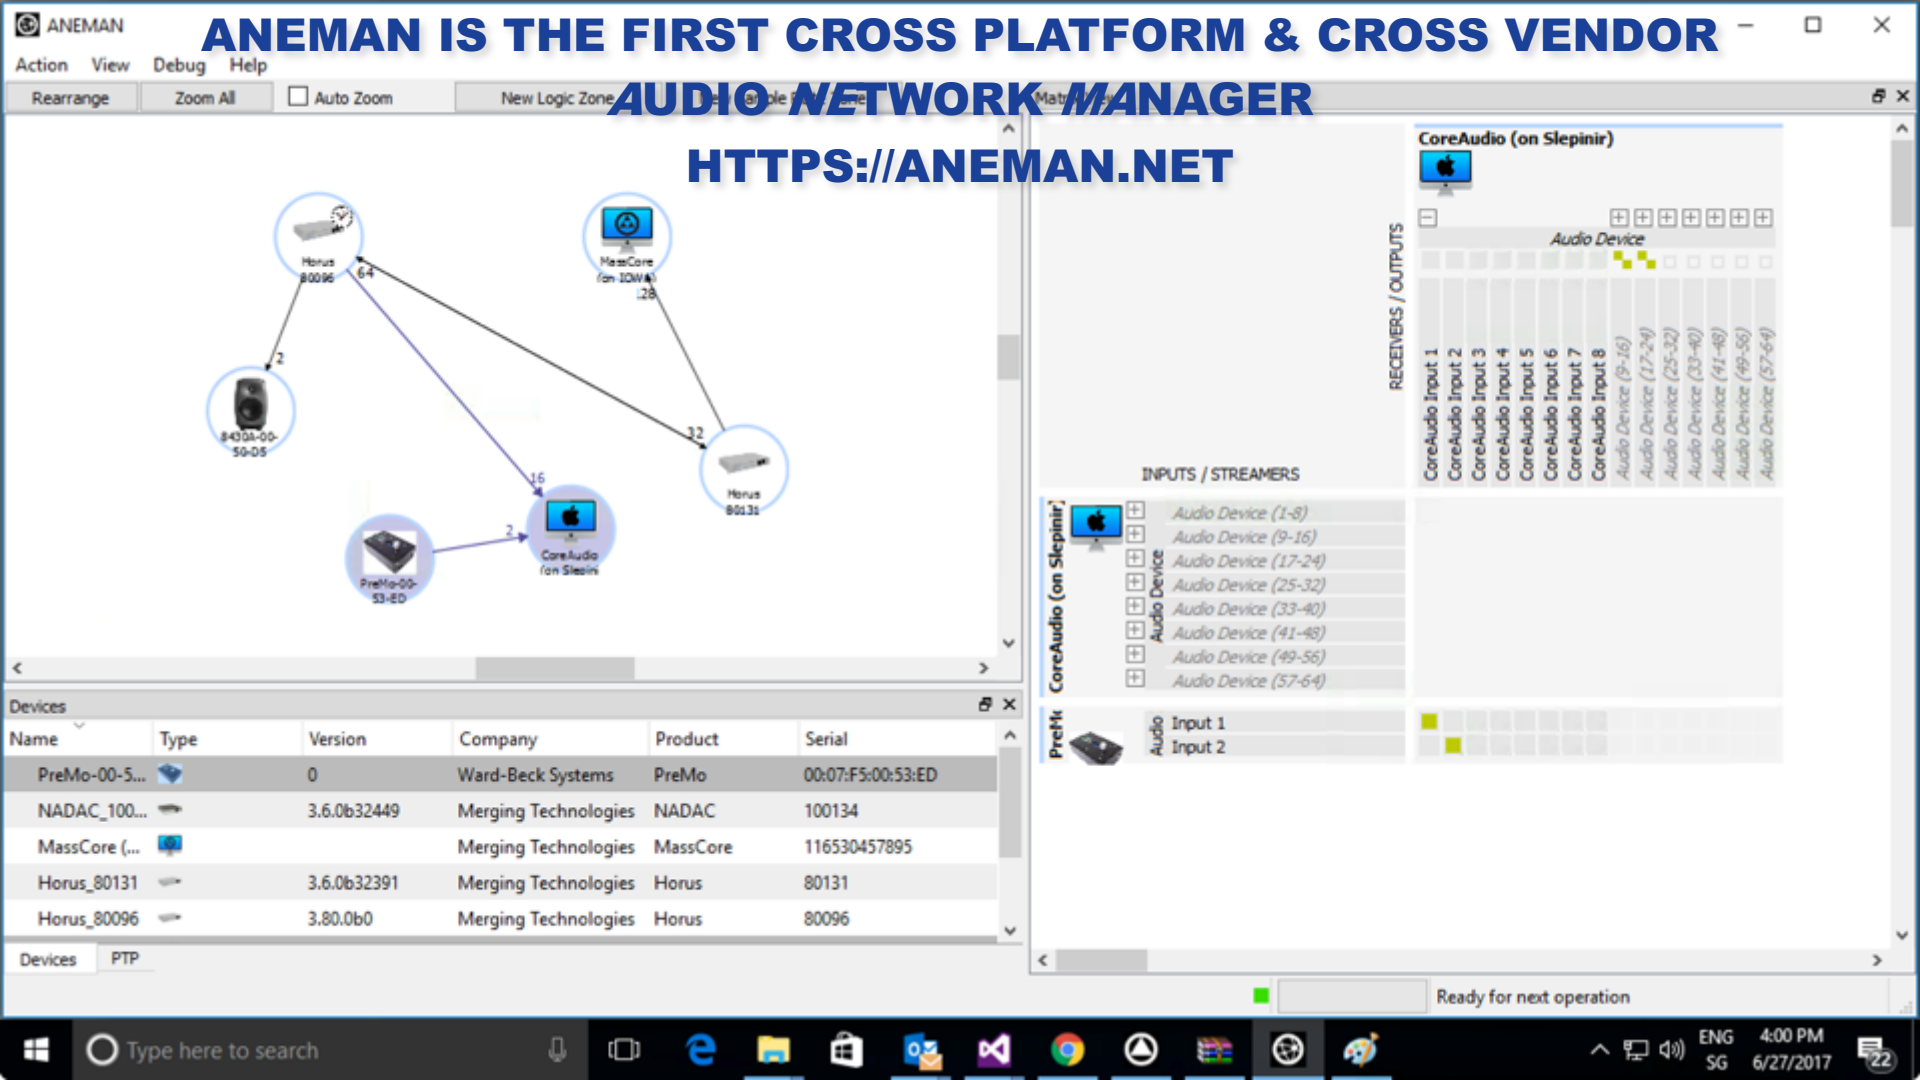 ANEMAN
ANEMAN IS THE FIRST CROSS PLATFORM & CROSS VENDOR
AUDIO NETWORK MANAGER
HTTPS://ANEMAN.NET
Action View Debug Help
Rearrange Zoom All Auto Zoom New Logic Zone
Horus
80096
64
MassCore
(on IOWA)
128
2
8430A-00-
50-D5
32
Horus
80131
16
2
CoreAudio
(on Slepini
PreMo-00-
53-ED
CoreAudio (on Slepinir)
Audio Device
RECEIVERS / OUTPUTS
CoreAudio Input 1
CoreAudio Input 2
CoreAudio Input 3
CoreAudio Input 4
CoreAudio Input 5
CoreAudio Input 6
CoreAudio Input 7
CoreAudio Input 8
Audio Device (9-16)
Audio Device (17-24)
Audio Device (25-32)
Audio Device (33-40)
Audio Device (41-48)
Audio Device (49-56)
Audio Device (57-64)
INPUTS / STREAMERS
CoreAudio (on Slepinir)
Audio Device
Audio Device (1-8)
Audio Device (9-16)
Audio Device (17-24)
Audio Device (25-32)
Audio Device (33-40)
Audio Device (41-48)
Audio Device (49-56)
Audio Device (57-64)
PreMo
Audio
Input 1
Input 2
Devices
Name Type Version Company Product Serial
PreMo-00-5... 0 Ward-Beck Systems PreMo 00:07:F5:00:53:ED
NADAC_100... 3.6.0b32449 Merging Technologies NADAC 100134
MassCore (... Merging Technologies MassCore 116530457895
Horus_80131 3.6.0b32391 Merging Technologies Horus 80131
Horus_80096 3.80.0b0 Merging Technologies Horus 80096
Devices PTP
Ready for next operation
Type here to search
ENG
SG
4:00 PM
6/27/2017
22